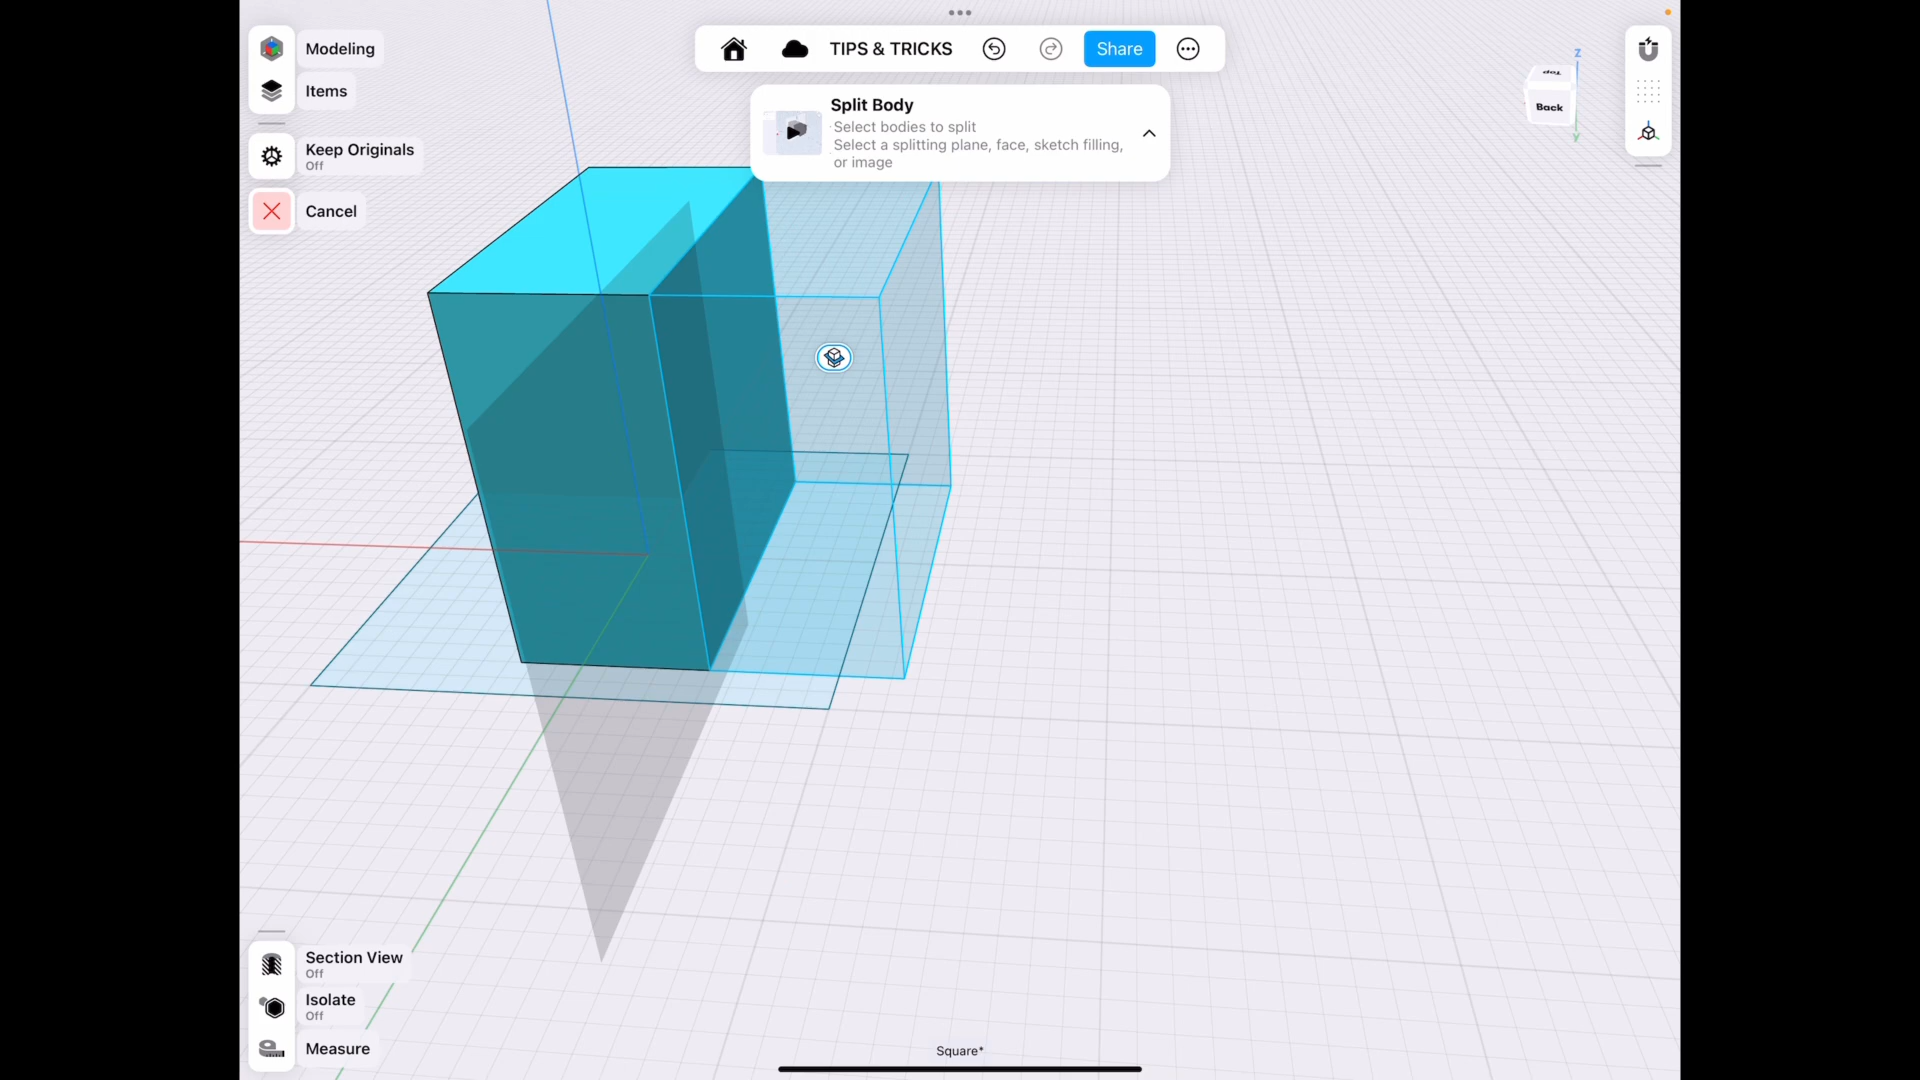 Modeling
Items
Keep Originals
Off
Cancel
TIPS & TRICKS
Share
Split Body
Select bodies to split
Select a splitting plane, face, sketch filling,
or image
Z
Top
Back
Y
Section View
Off
Isolate
Off
Measure
Square*